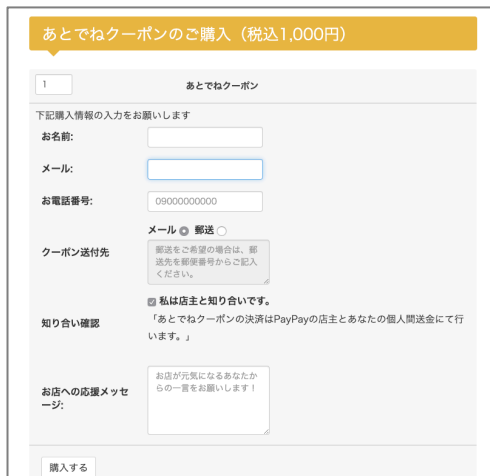 あとでねクーポンのご購入（税込1,000円）
1 あとでねクーポン
下記購入情報の入力をお願いします
お名前:
メール:
お電話番号: 09000000000
メール 郵送
クーポン送付先
郵送をご希望の場合は、郵
送先を郵便番号からご記入
ください。
私は店主と知り合いです。
知り合い確認
「あとでねクーポンの決済はPayPayの店主とあなたの個人間送金にて行
います。」
お店への応援メッセ
ージ:
お店が元気になるあなたか
らの一言をお願いします！
購入する